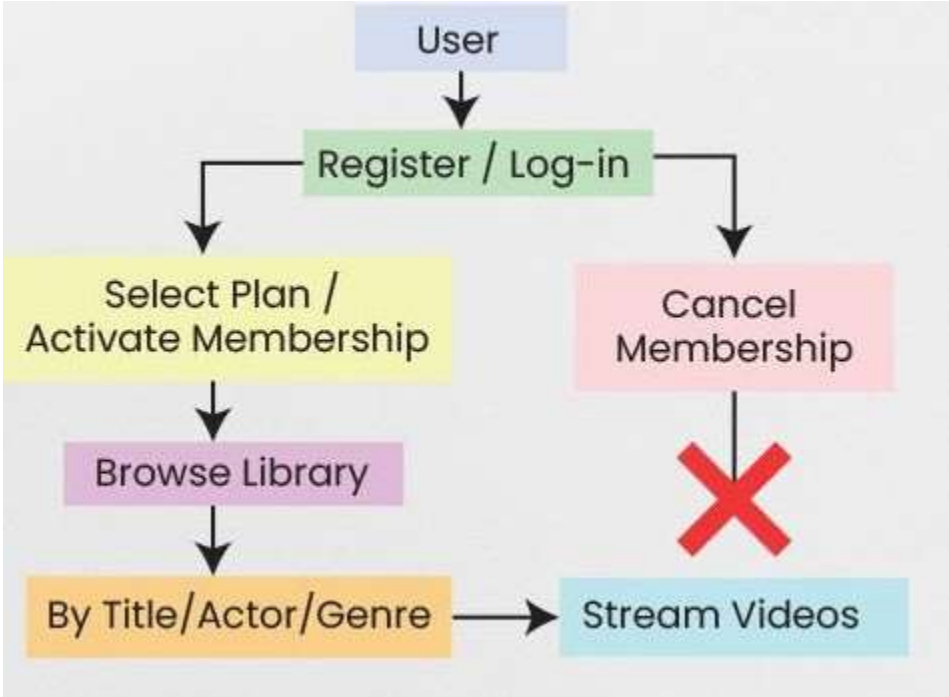 User
Register / Log-in
Select Plan /
Activate Membership
Cancel
Membership
Browse Library
By Title/Actor/Genre
Stream Videos